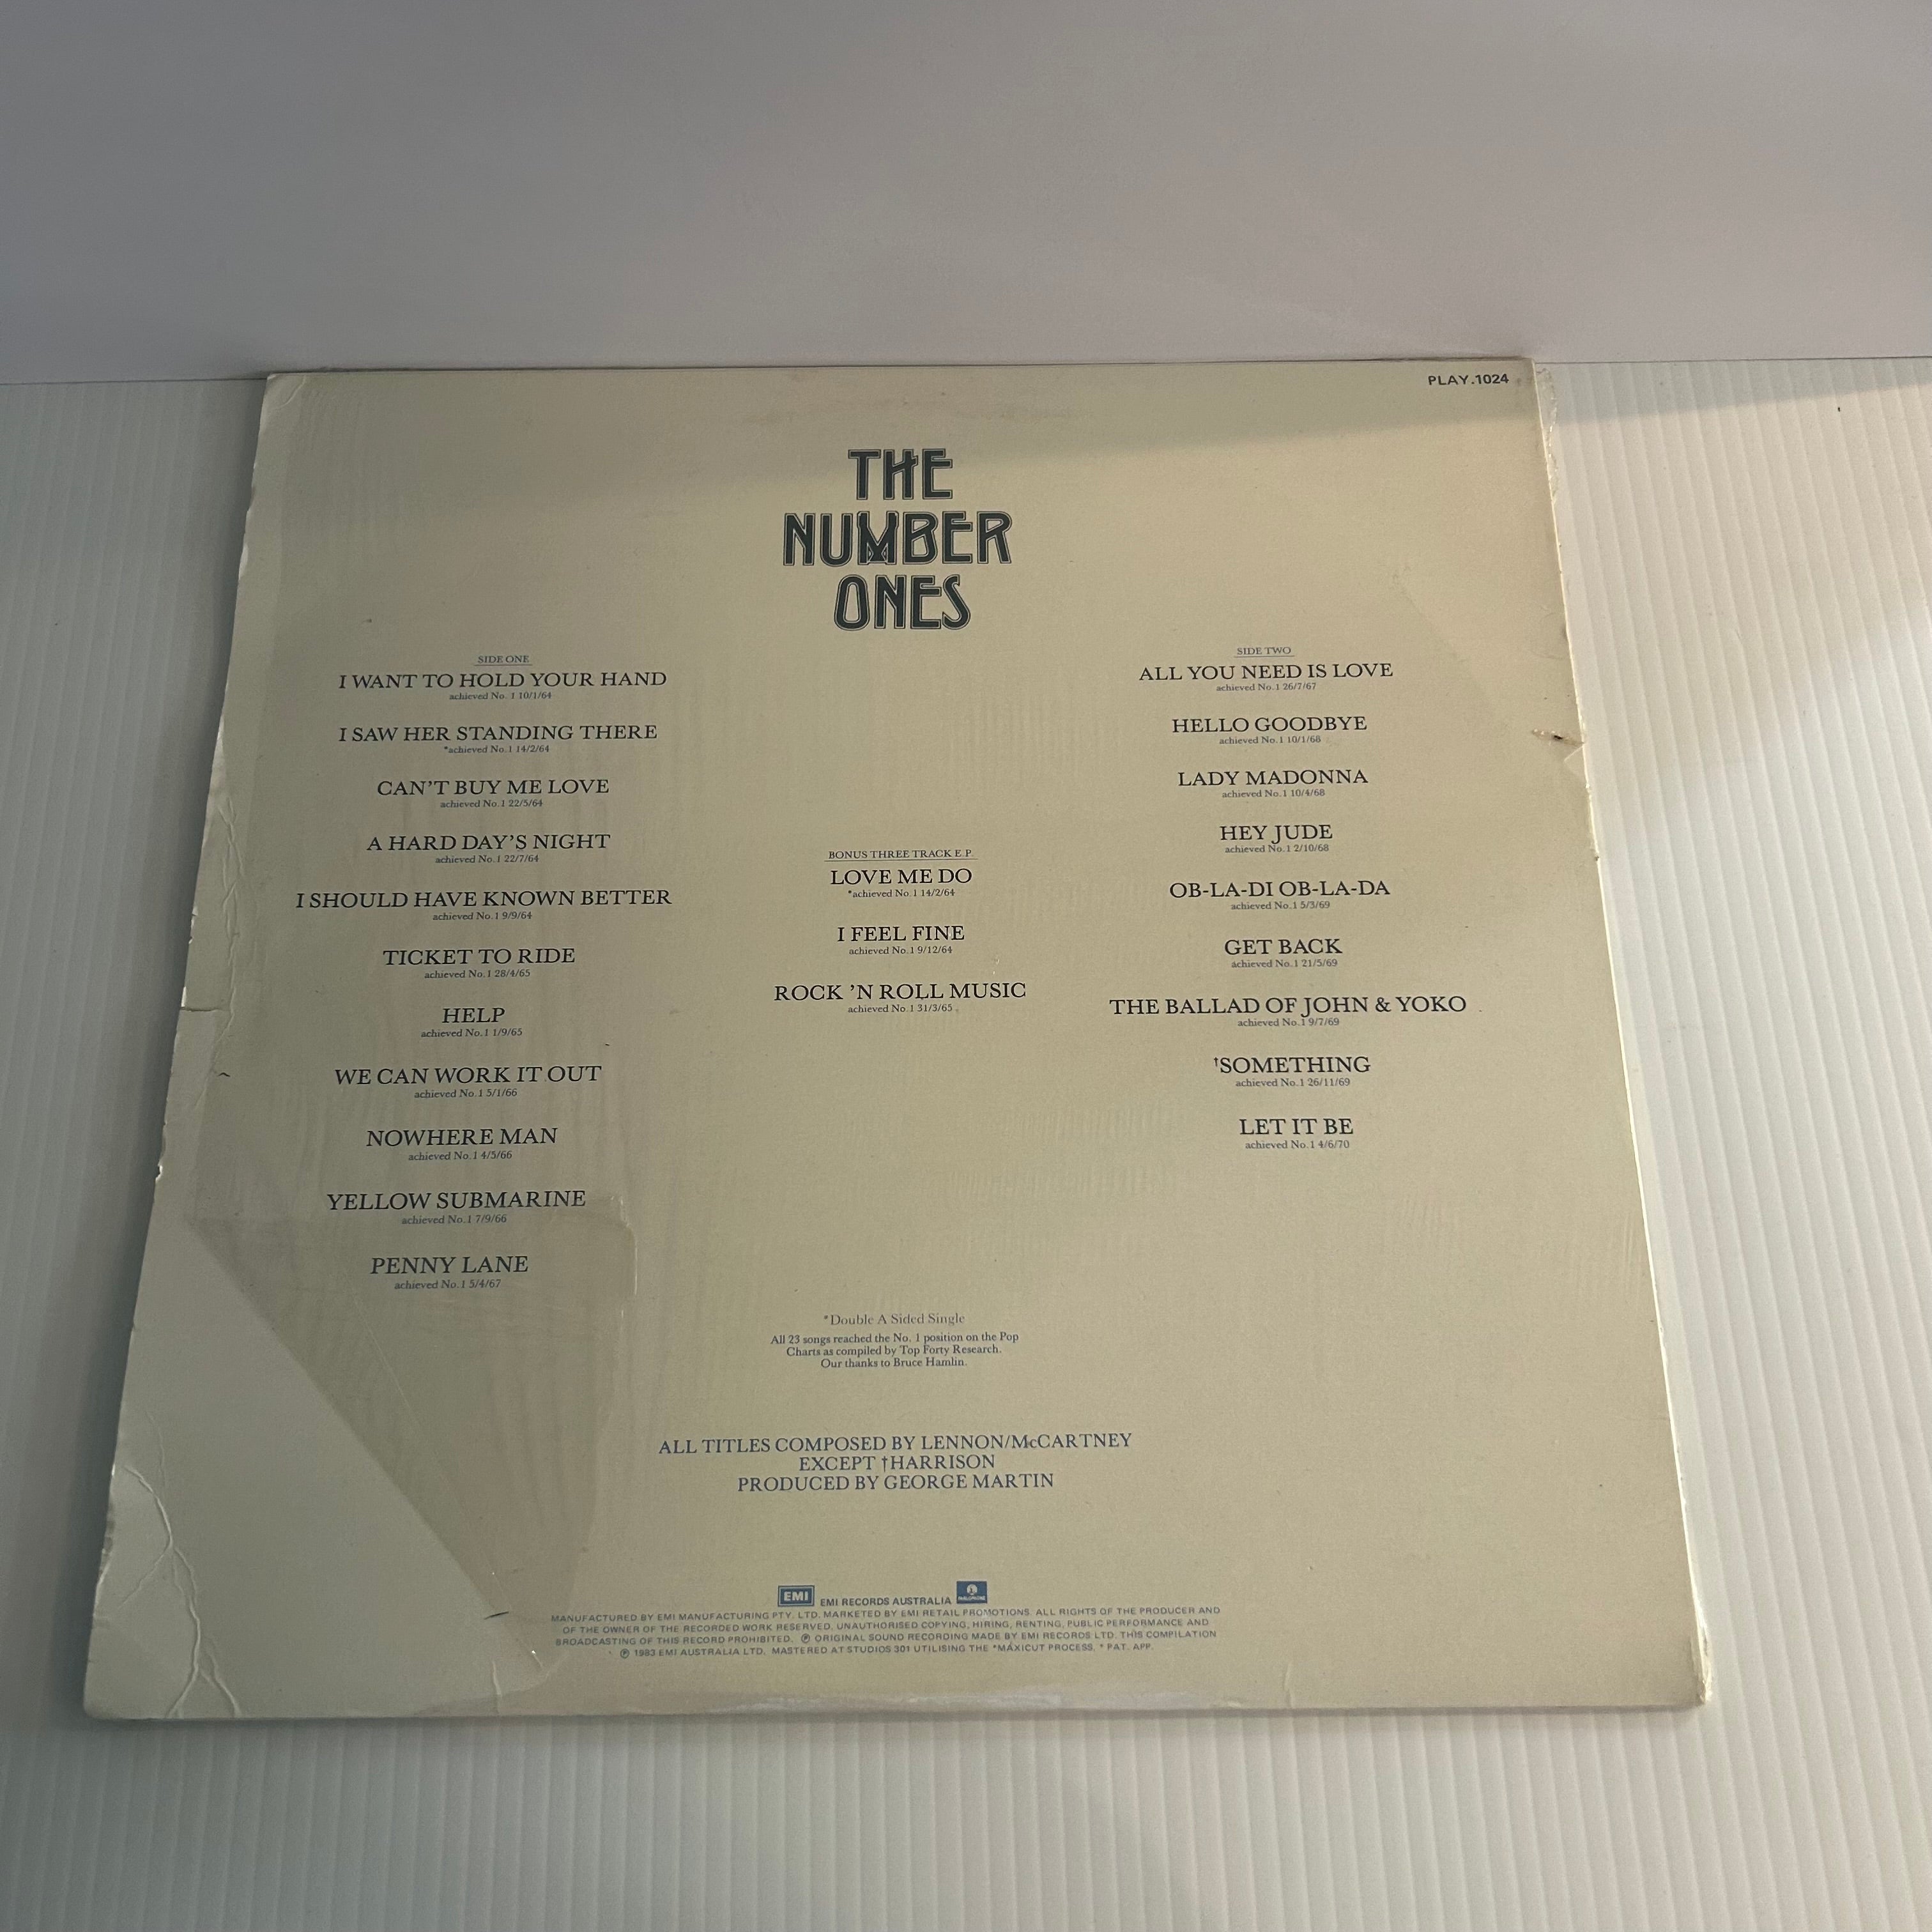 PLAY.1024
THE
NUMBER
ONES
SIDE ONE
I WANT TO HOLD YOUR HAND
achieved No.1 10/1/64
I SAW HER STANDING THERE
*achieved No.1 14/2/64
CAN'T BUY ME LOVE
achieved No.1 22/5/64
A HARD DAY'S NIGHT
achieved No.1 22/7/64
I SHOULD HAVE KNOWN BETTER
achieved No.1 9/9/64
TICKET TO RIDE
achieved No.1 28/4/65
HELP
achieved No.1 1/9/65
WE CAN WORK IT OUT
achieved No.1 5/1/66
NOWHERE MAN
achieved No.1 4/5/66
YELLOW SUBMARINE
achieved No.1 7/9/66
PENNY LANE
achieved No.1 5/4/67
BONUS THREE TRACK E.P.
LOVE ME DO
*achieved No.1 14/2/64
I FEEL FINE
achieved No.1 9/12/64
ROCK 'N ROLL MUSIC
achieved No.1 31/3/65
SIDE TWO
ALL YOU NEED IS LOVE
achieved No.1 26/7/67
HELLO GOODBYE
achieved No.1 10/1/68
LADY MADONNA
achieved No.1 10/4/68
HEY JUDE
achieved No.1 2/10/68
OB-LA-DI OB-LA-DA
achieved No.1 5/3/69
GET BACK
achieved No.1 21/5/69
THE BALLAD OF JOHN & YOKO
achieved No.1 9/7/69
†SOMETHING
achieved No.1 26/11/69
LET IT BE
achieved No.1 4/6/70
*Double A Sided Single
All 23 songs reached the No. 1 position on the Pop
Charts as compiled by Top Forty Research.
Our thanks to Bruce Hamlin.
ALL TITLES COMPOSED BY LENNON/McCARTNEY
EXCEPT †HARRISON
PRODUCED BY GEORGE MARTIN
EMI EMI RECORDS AUSTRALIA PARLOPHONE
MANUFACTURED BY EMI MANUFACTURING PTY. LTD. MARKETED BY EMI RETAIL PROMOTIONS. ALL RIGHTS OF THE PRODUCER AND
OF THE OWNER OF THE RECORDED WORK RESERVED. UNAUTHORISED COPYING, HIRING, RENTING, PUBLIC PERFORMANCE AND
BROADCASTING OF THIS RECORD PROHIBITED. ℗ ORIGINAL SOUND RECORDING MADE BY EMI RECORDS LTD. THIS COMPILATION
℗ 1983 EMI AUSTRALIA LTD. MASTERED AT STUDIOS 301 UTILISING THE *MAXICUT PROCESS. * PAT. APP.